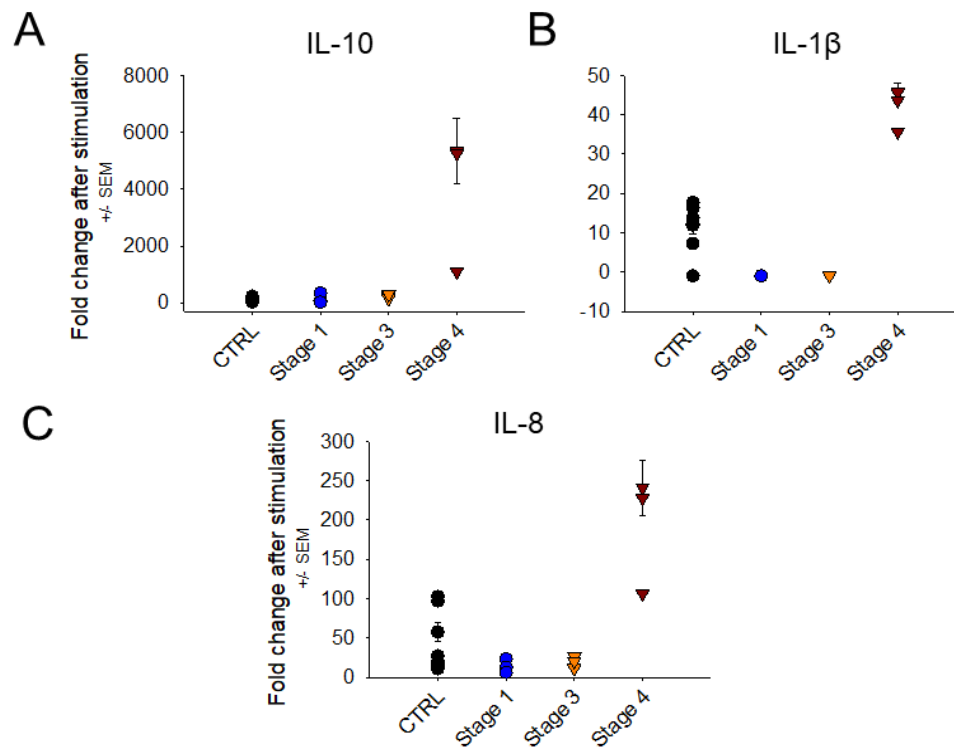 A
IL-10
Fold change after stimulation
+/- SEM
8000
6000
4000
2000
0
CTRL
Stage 1
Stage 3
Stage 4
B
IL-1β
50
40
30
20
10
0
-10
CTRL
Stage 1
Stage 3
Stage 4
C
IL-8
Fold change after stimulation
+/- SEM
300
250
200
150
100
50
0
CTRL
Stage 1
Stage 3
Stage 4